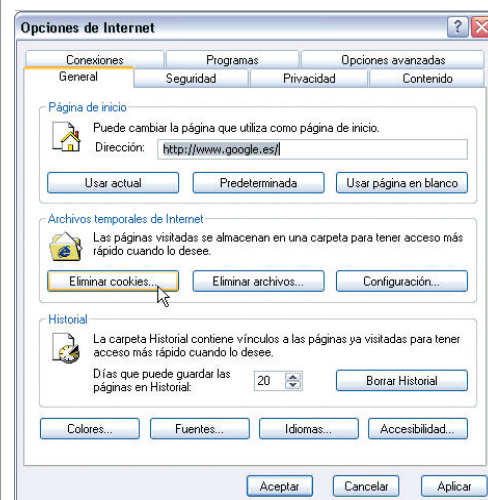 Opciones de Internet
Conexiones Programas Opciones avanzadas
General Seguridad Privacidad Contenido
Página de inicio
Puede cambiar la página que utiliza como página de inicio.
Dirección: http://www.google.es/
Usar actual Predeterminada Usar página en blanco
Archivos temporales de Internet
Las páginas visitadas se almacenan en una carpeta para tener acceso más
rápido cuando lo desee.
Eliminar cookies... Eliminar archivos... Configuración...
Historial
La carpeta Historial contiene vínculos a las páginas ya visitadas para tener
acceso más rápido cuando lo desee.
Días que puede guardar las
páginas en Historial: 20 Borrar Historial
Colores... Fuentes... Idiomas... Accesibilidad...
Aceptar Cancelar Aplicar